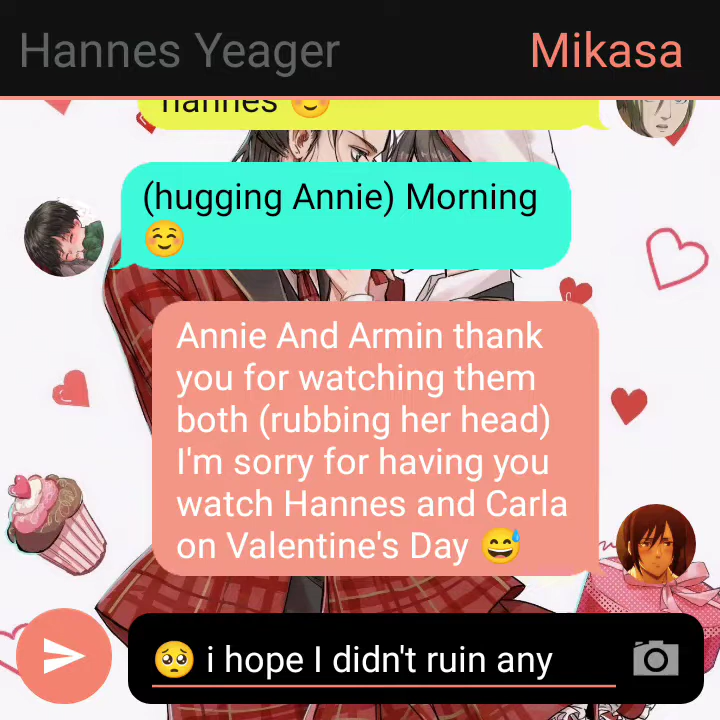 Hannes Yeager Mikasa
hannes ☺️
(hugging Annie) Morning
☺️
Annie And Armin thank
you for watching them
both (rubbing her head)
I'm sorry for having you
watch Hannes and Carla
on Valentine's Day 😅
🥺 i hope I didn't ruin any